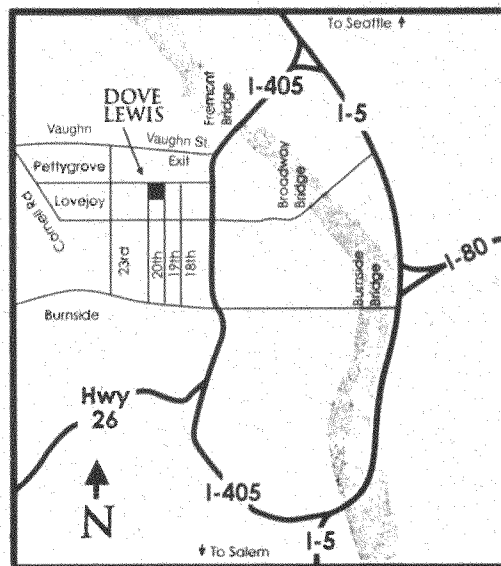 To Seattle
I-405
I-5
DOVE
LEWIS
Fremont
Bridge
Vaughn
Vaughn St.
Exit
Pettygrove
Lovejoy
Cornell Rd
Broadway
Bridge
23rd
20th
19th
18th
I-80
Burnside
Bridge
Burnside
Hwy
26
N
I-405
I-5
To Salem